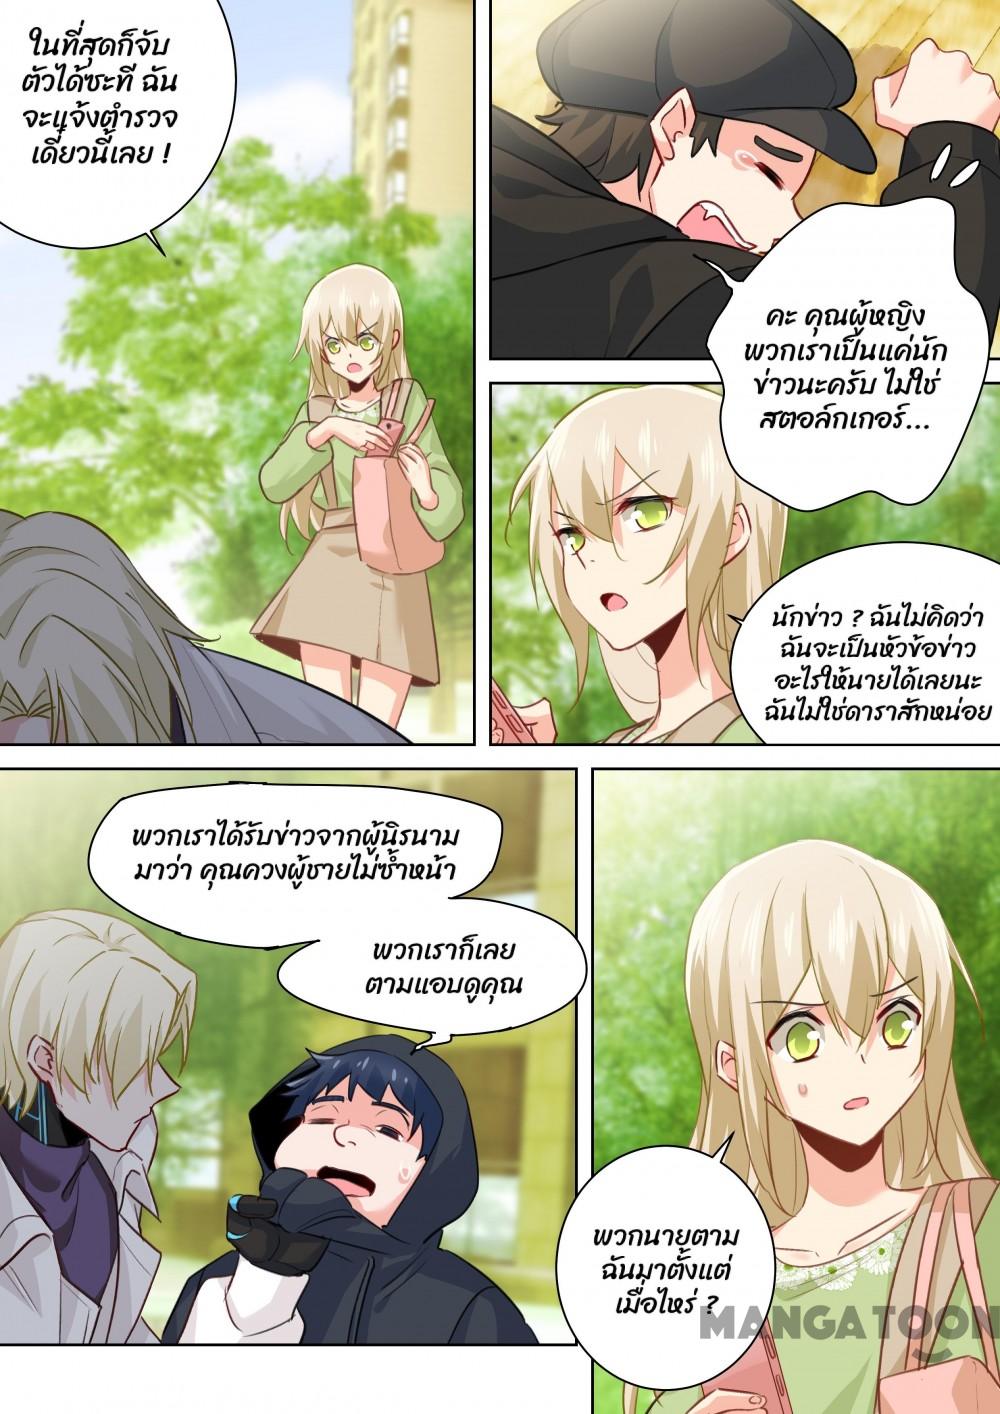 ในที่สุดก็จับ
ตัวได้ซะที ฉัน
จะแจ้งตำรวจ
เดี๋ยวนี้เลย !
คะ คุณผู้หญิง
พวกเราเป็นแค่นัก
ข่าวนะครับ ไม่ใช่
สตอล์กเกอร์...
นักข่าว ? ฉันไม่คิดว่า
ฉันจะเป็นหัวข้อข่าว
อะไรให้นายได้เลยนะ
ฉันไม่ใช่ดาราสักหน่อย
พวกเราได้รับข่าวจากผู้นิรนาม
มาว่า คุณควงผู้ชายไม่ซ้ำหน้า
พวกเราก็เลย
ตามแอบดูคุณ
พวกนายตาม
ฉันมาตั้งแต่
เมื่อไหร่ ?
MANGATOON